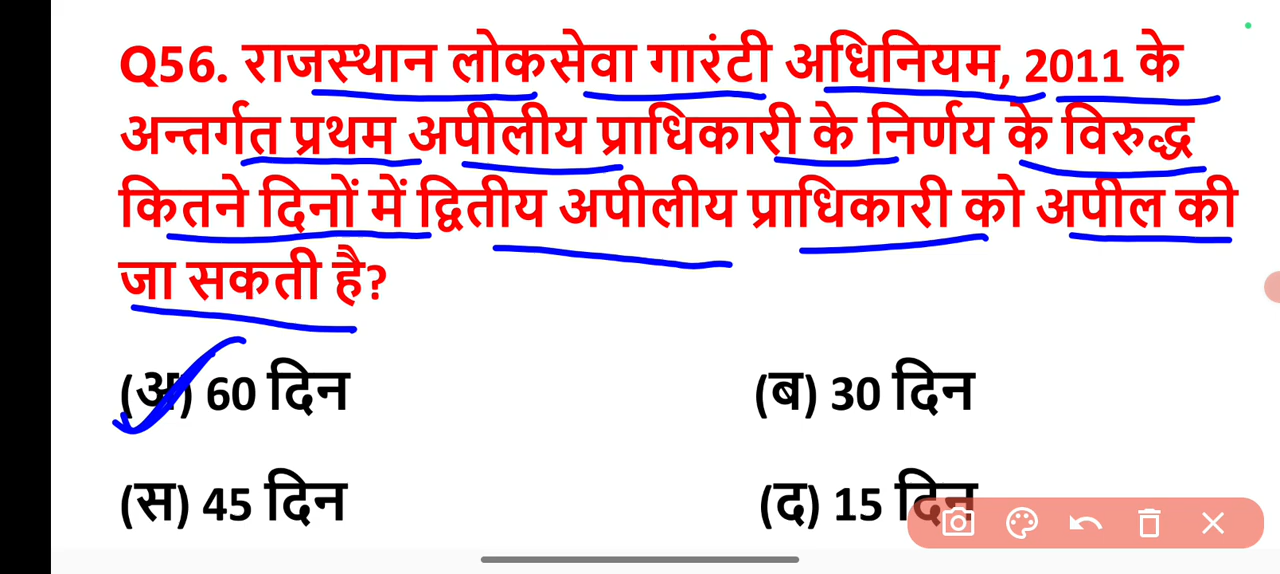 Q56. राजस्थान लोकसेवा गारंटी अधिनियम, 2011 के
अन्तर्गत प्रथम अपीलीय प्राधिकारी के निर्णय के विरुद्ध
कितने दिनों में द्वितीय अपीलीय प्राधिकारी को अपील की
जा सकती है?
(अ) 60 दिन
(ब) 30 दिन
(स) 45 दिन
(द) 15 दिन